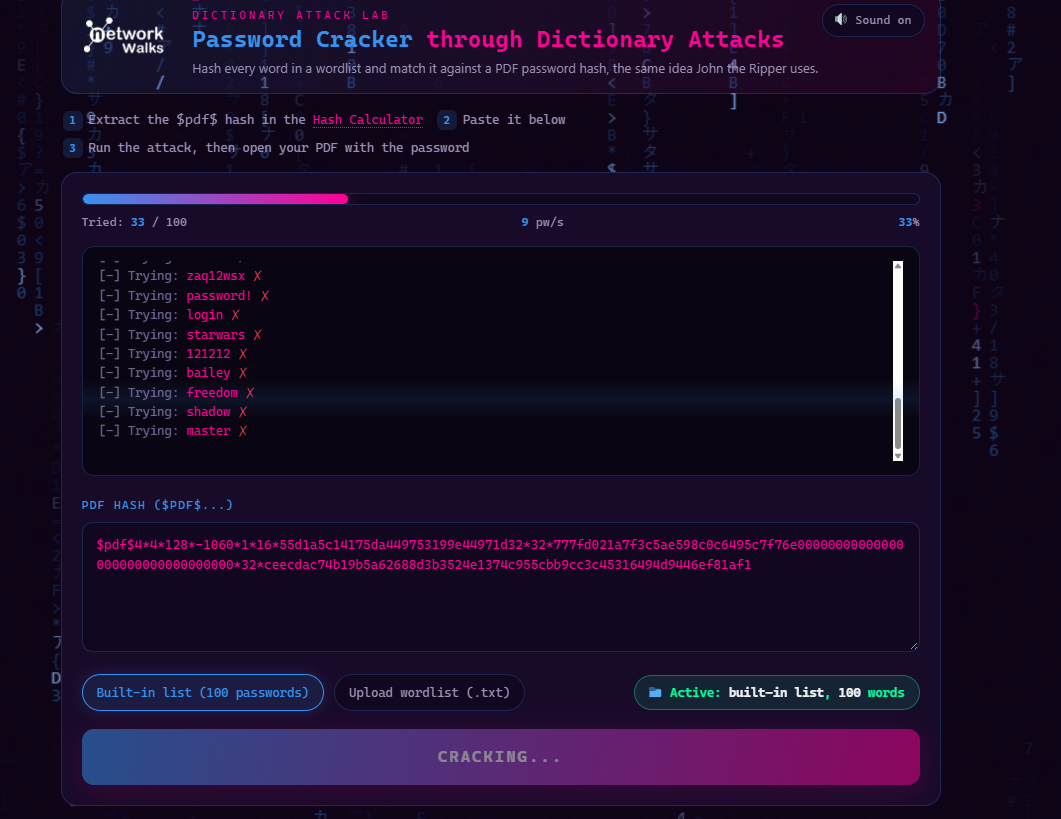 DICTIONARY ATTACK LAB
network
Walks
Password Cracker through Dictionary Attacks
Sound on
Hash every word in a wordlist and match it against a PDF password hash, the same idea John the Ripper uses.
1 Extract the $pdf$ hash in the Hash Calculator 2 Paste it below
3 Run the attack, then open your PDF with the password
Tried: 33 / 100
9 pw/s
33%
[-] Trying: zaq12wsx ✗
[-] Trying: password! ✗
[-] Trying: login ✗
[-] Trying: starwars ✗
[-] Trying: 121212 ✗
[-] Trying: bailey ✗
[-] Trying: freedom ✗
[-] Trying: shadow ✗
[-] Trying: master ✗
PDF HASH ($PDF$...)
$pdf$4*4*128*-1060*1*16*55d1a5c14175da449753199e44971d32*32*777fd021a7f3c5ae598c0c6495c7f76e00000000000000
000000000000000000*32*ceecdac74b19b5a62688d3b3524e1374c955cbb9cc3c45316494d9446ef81af1
Built-in list (100 passwords)
Upload wordlist (.txt)
Active: built-in list, 100 words
CRACKING...